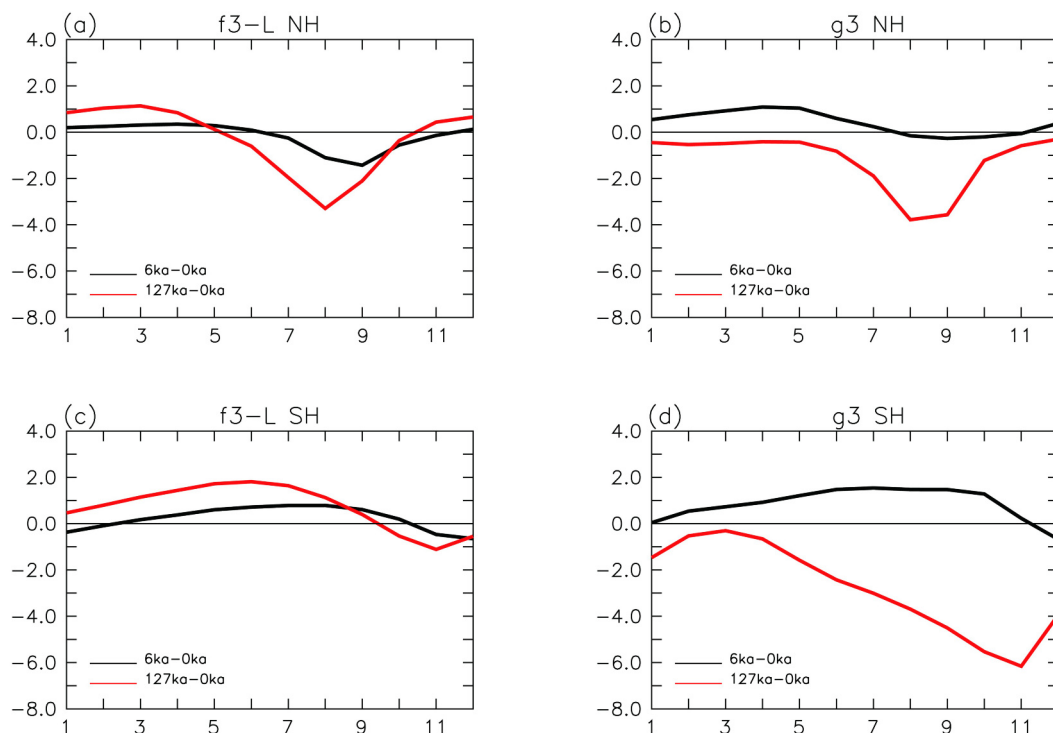 (a) f3-L NH
4.0
2.0
0.0
-2.0
-4.0
-6.0
-8.0
6ka-0ka
127ka-0ka
1 3 5 7 9 11
(b) g3 NH
4.0
2.0
0.0
-2.0
-4.0
-6.0
-8.0
6ka-0ka
127ka-0ka
1 3 5 7 9 11
(c) f3-L SH
4.0
2.0
0.0
-2.0
-4.0
-6.0
-8.0
6ka-0ka
127ka-0ka
1 3 5 7 9 11
(d) g3 SH
4.0
2.0
0.0
-2.0
-4.0
-6.0
-8.0
6ka-0ka
127ka-0ka
1 3 5 7 9 11